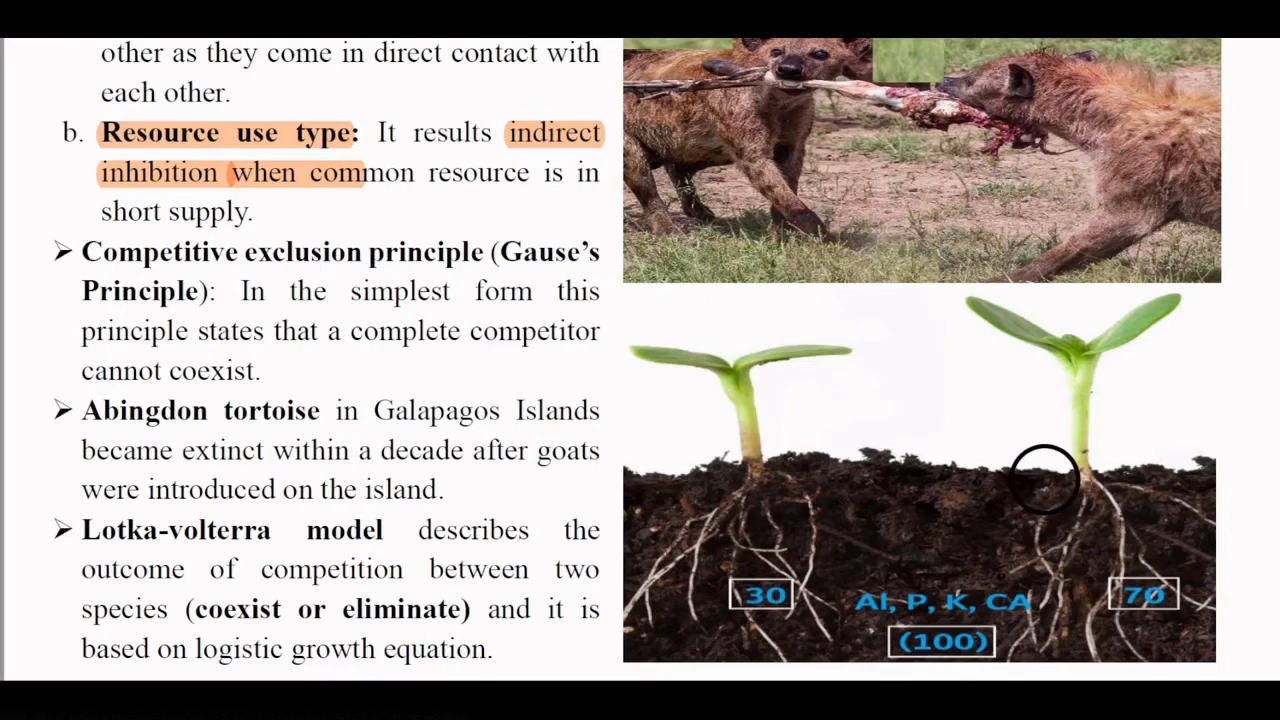 other as they come in direct contact with
each other.
b. Resource use type: It results indirect
inhibition when common resource is in
short supply.
➢ Competitive exclusion principle (Gause’s
Principle): In the simplest form this
principle states that a complete competitor
cannot coexist.
➢ Abingdon tortoise in Galapagos Islands
became extinct within a decade after goats
were introduced on the island.
➢ Lotka-volterra model describes the
outcome of competition between two
species (coexist or eliminate) and it is
based on logistic growth equation.
30
Al, P, K, CA
70
(100)